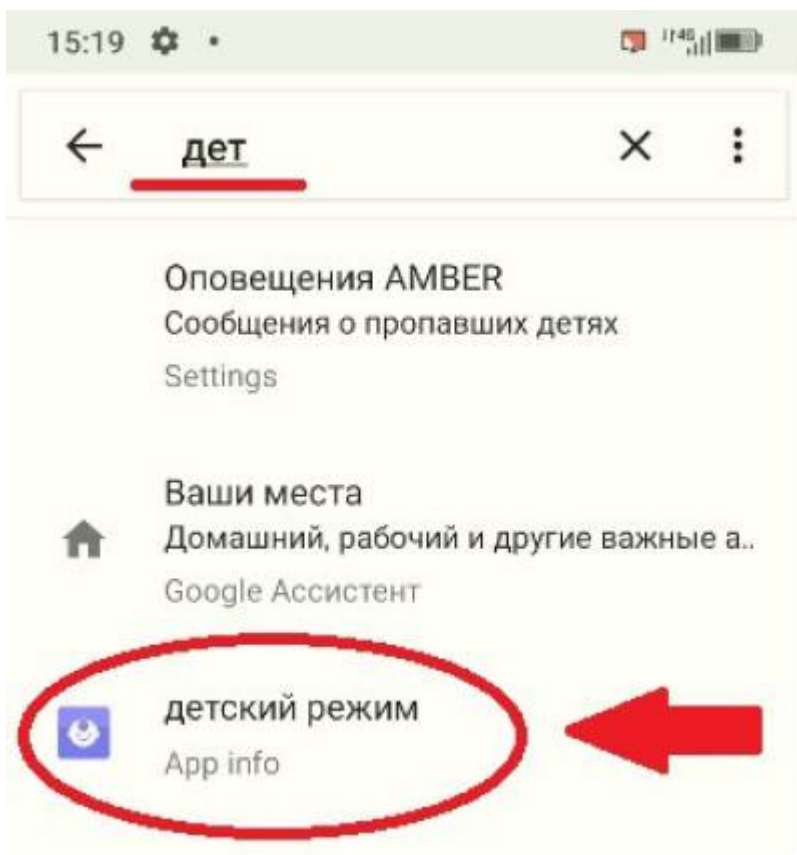 15:19
4G
дет
Оповещения AMBER
Сообщения о пропавших детях
Settings
Ваши места
Домашний, рабочий и другие важные а..
Google Ассистент
детский режим
App info